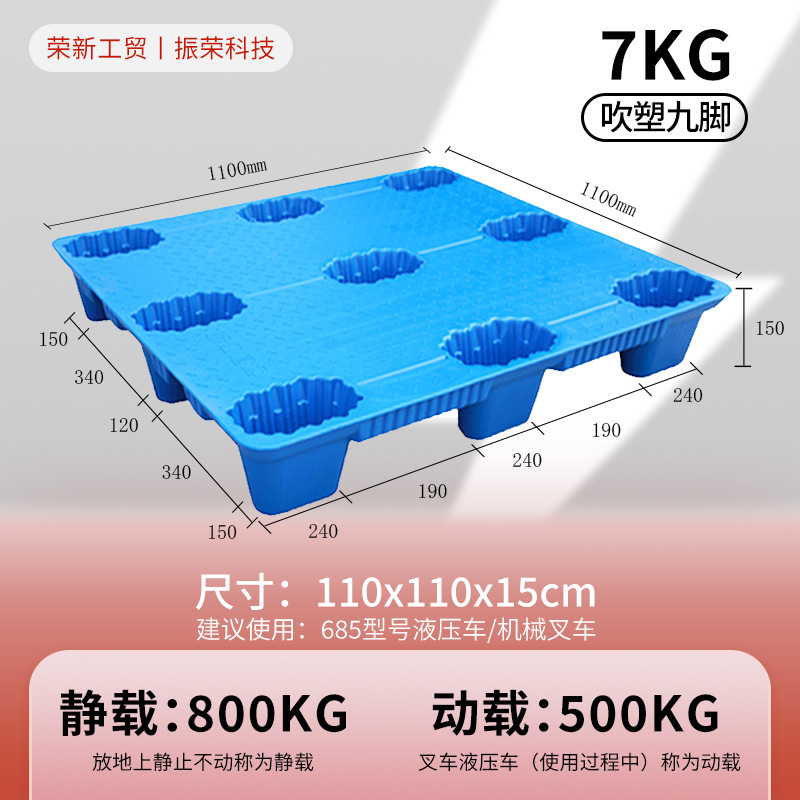 荣新工贸丨振荣科技
7KG
吹塑九脚
1100mm
1100mm
150
150
340
120
340
150
240
190
240
190
240
尺寸：110x110x15cm
建议使用：685型号液压车/机械叉车
静载：800KG
动载：500KG
放地上静止不动称为静载
叉车液压车（使用过程中）称为动载